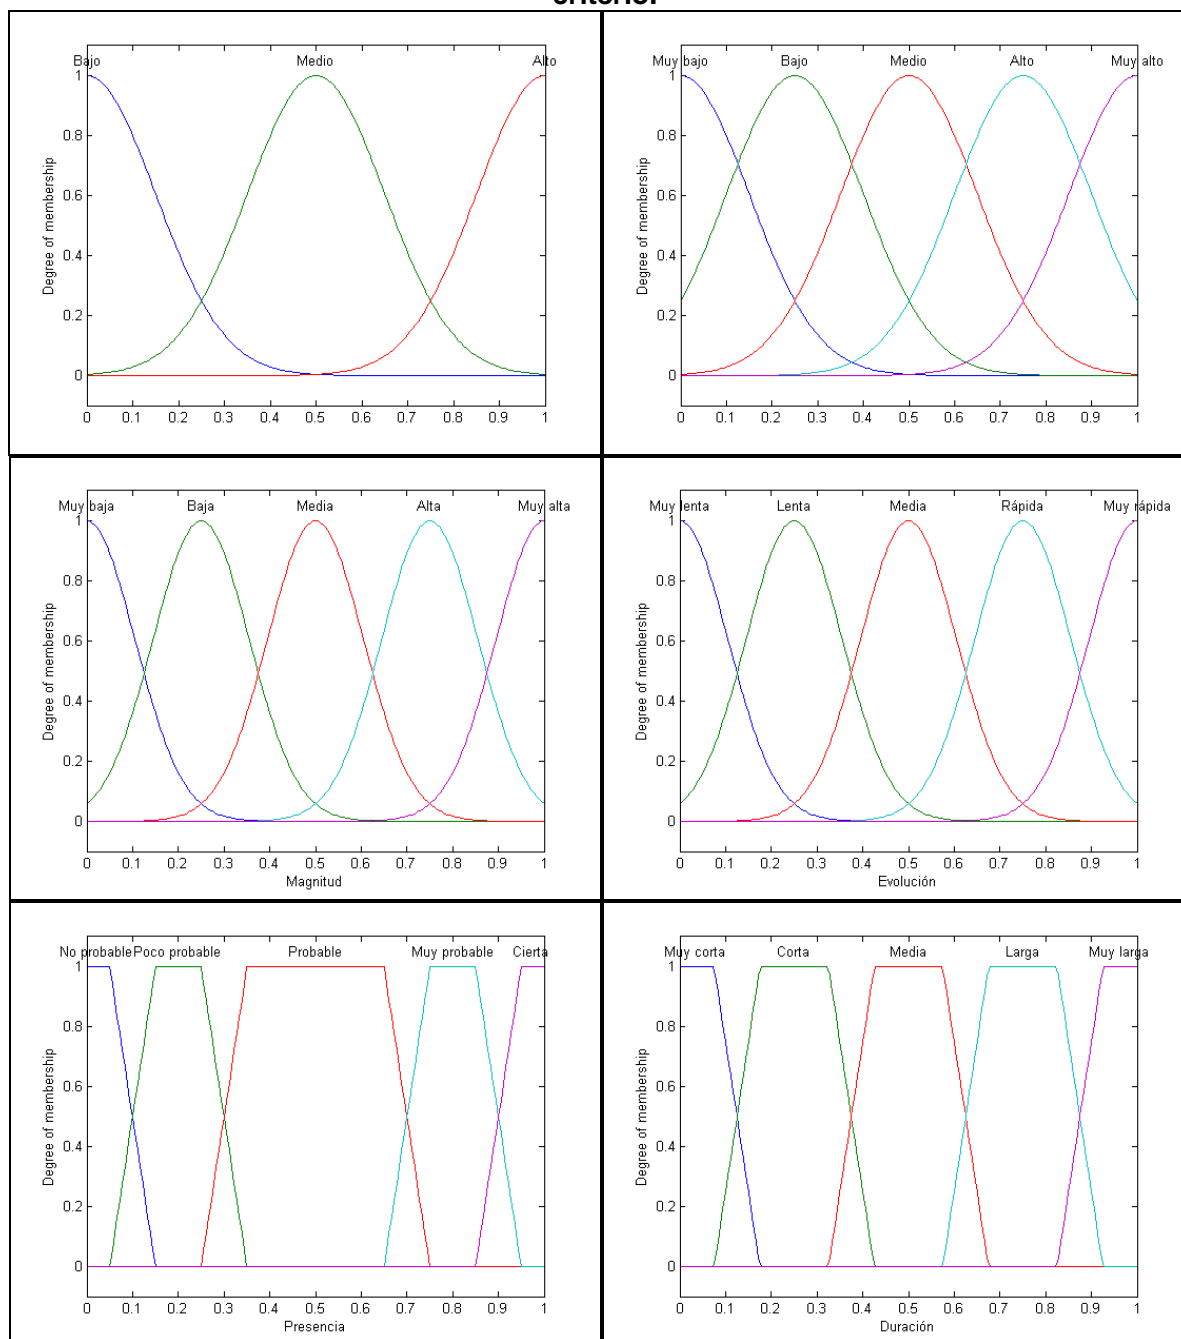 criterio.
Bajo Medio Alto
1
0.8
0.6
0.4
0.2
0
Degree of membership
0 0.1 0.2 0.3 0.4 0.5 0.6 0.7 0.8 0.9 1
Muy bajo Bajo Medio Alto Muy alto
1
0.8
0.6
0.4
0.2
0
Degree of membership
0 0.1 0.2 0.3 0.4 0.5 0.6 0.7 0.8 0.9 1
Muy baja Baja Media Alta Muy alta
1
0.8
0.6
0.4
0.2
0
Degree of membership
0 0.1 0.2 0.3 0.4 0.5 0.6 0.7 0.8 0.9 1
Magnitud
Muy lenta Lenta Media Rápida Muy rápida
1
0.8
0.6
0.4
0.2
0
Degree of membership
0 0.1 0.2 0.3 0.4 0.5 0.6 0.7 0.8 0.9 1
Evolución
No probable Poco probable Probable Muy probable Cierta
1
0.8
0.6
0.4
0.2
0
Degree of membership
0 0.1 0.2 0.3 0.4 0.5 0.6 0.7 0.8 0.9 1
Presencia
Muy corta Corta Media Larga Muy larga
1
0.8
0.6
0.4
0.2
0
Degree of membership
0 0.1 0.2 0.3 0.4 0.5 0.6 0.7 0.8 0.9 1
Duración